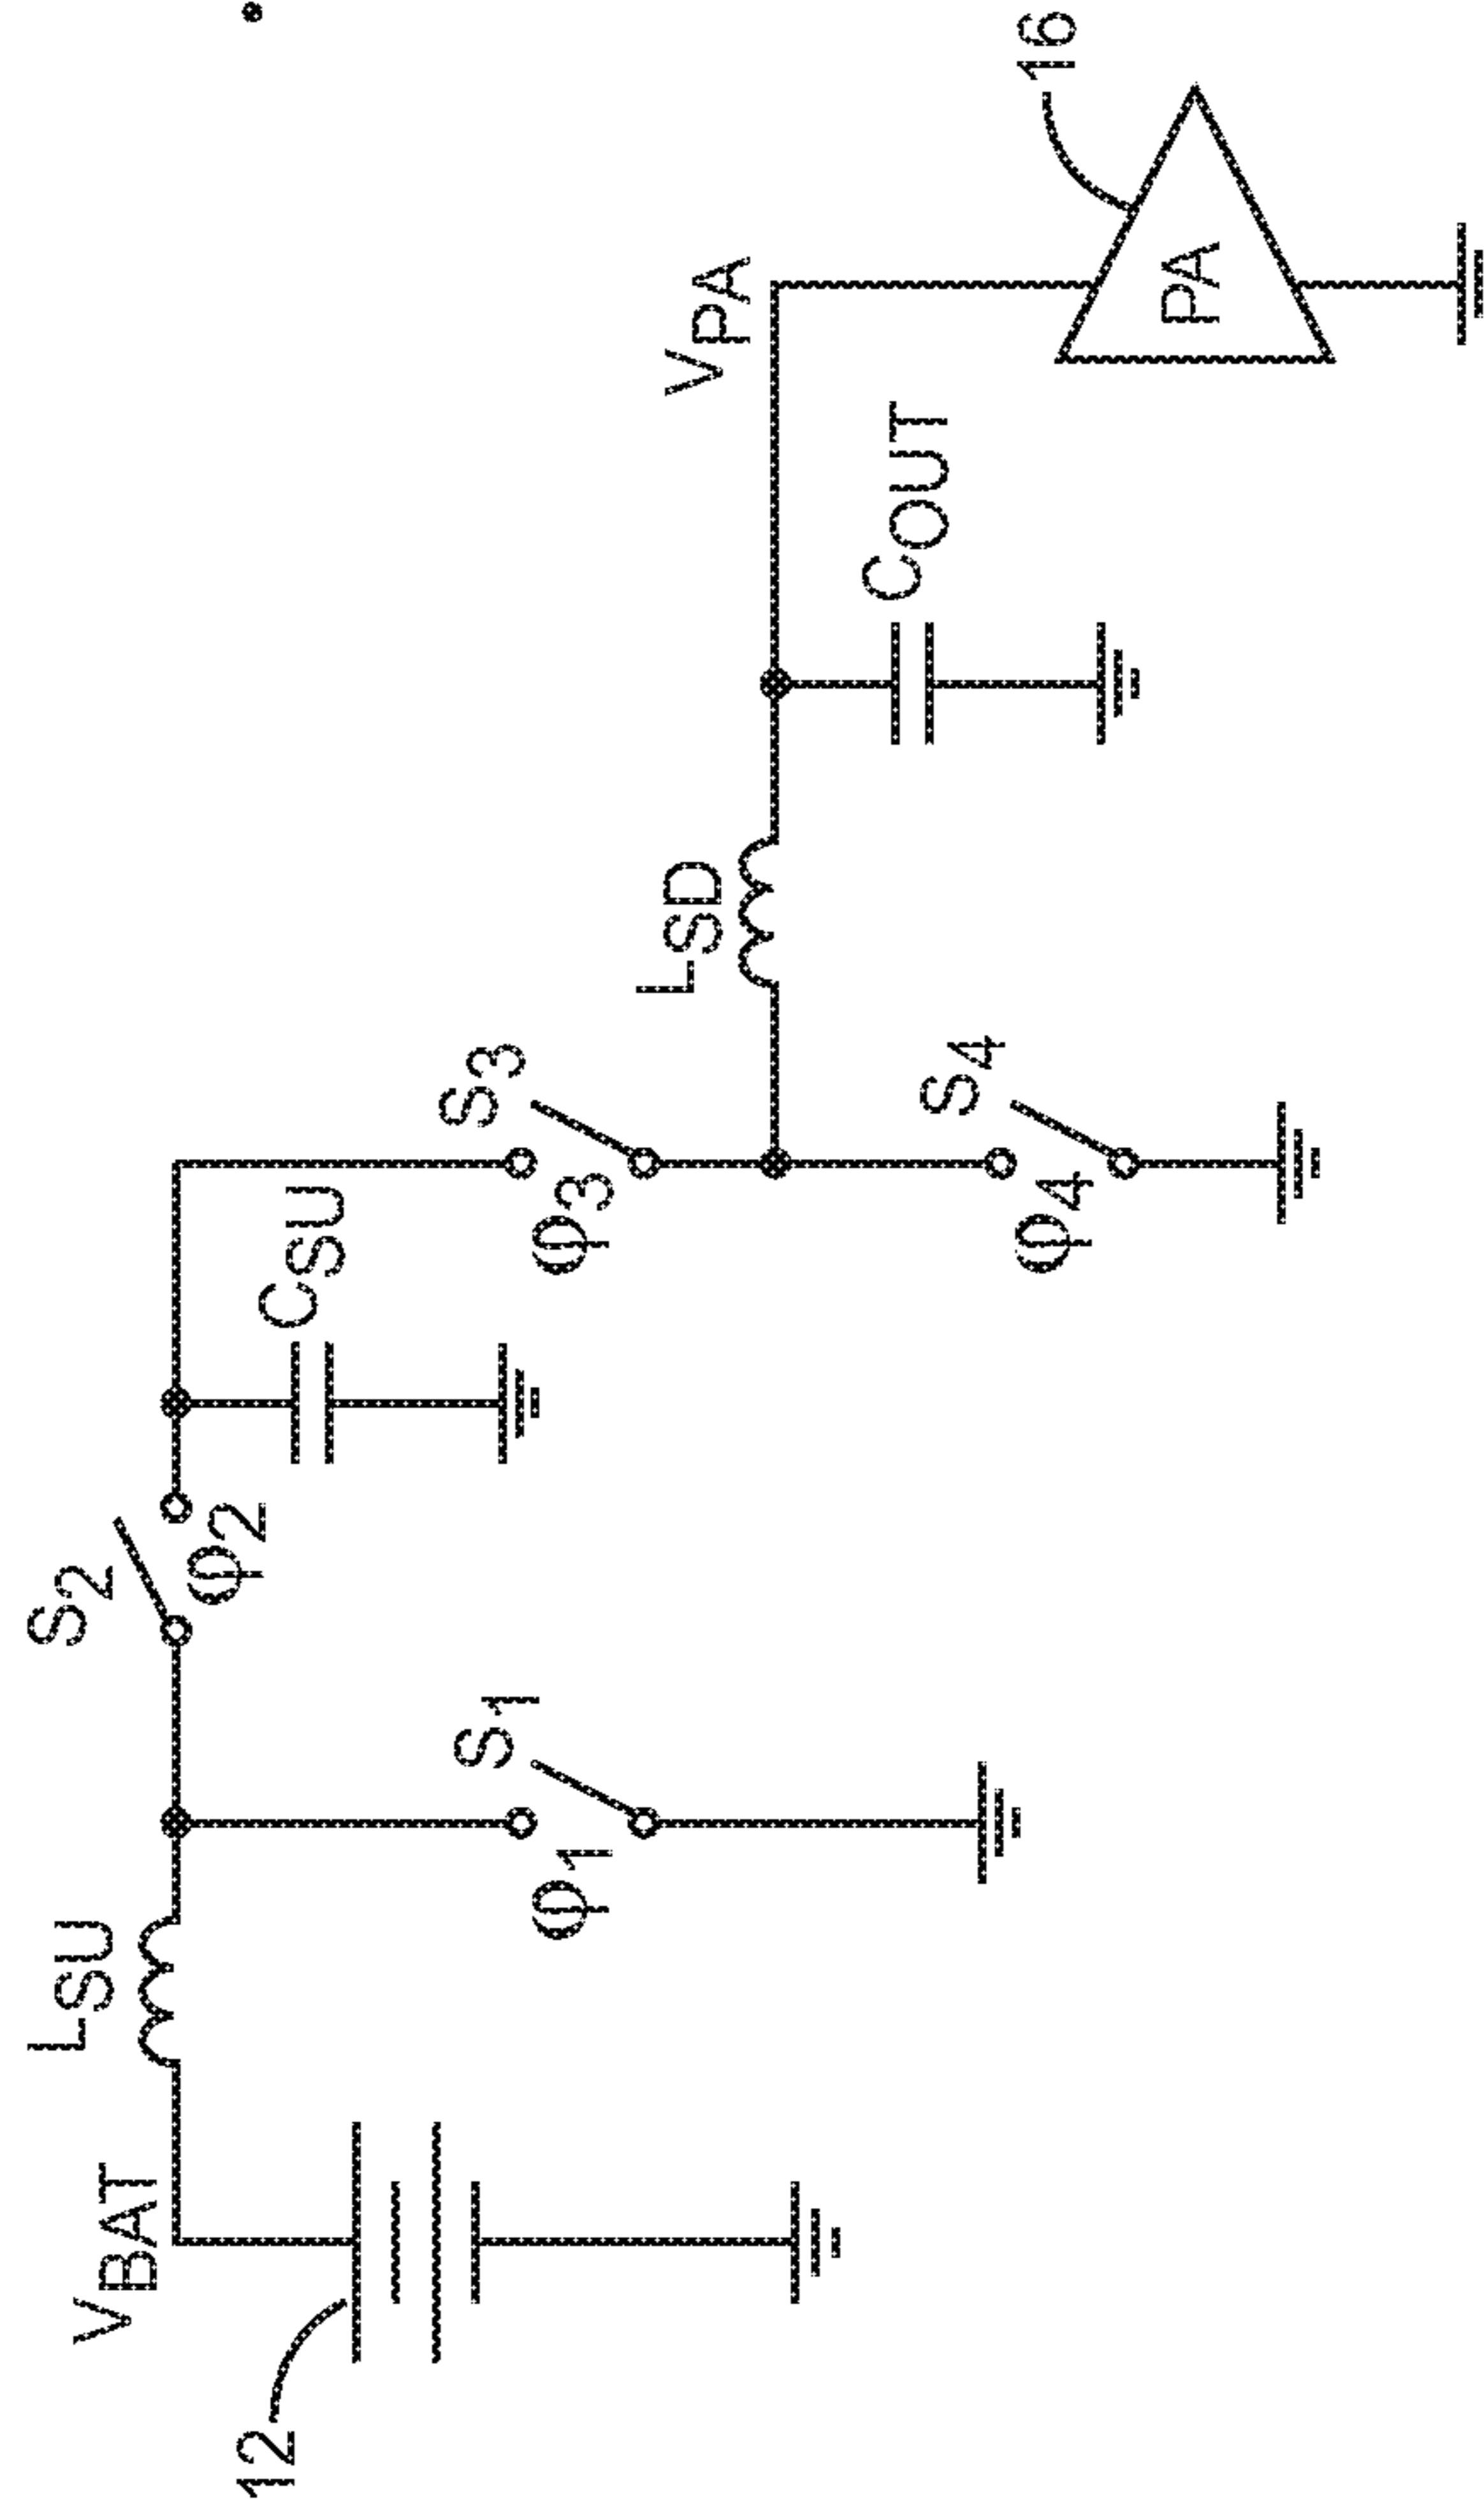 12
VBAT
LSU
S1
φ1
S2
φ2
CSU
S3
φ3
S4
φ4
LSD
COUT
VPA
PA
16